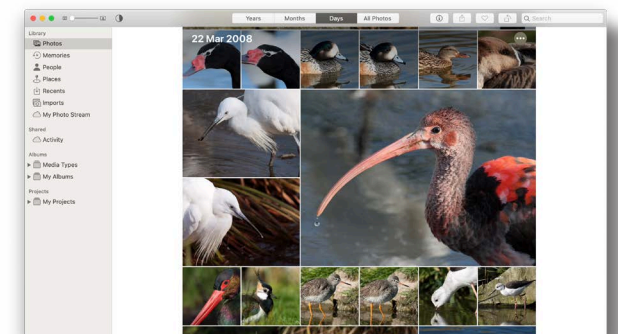 Years Months Days All Photos
Search
Library
Photos
Memories
People
Places
Recents
Imports
My Photo Stream
Shared
Activity
Albums
Media Types
My Albums
Projects
My Projects
22 Mar 2008